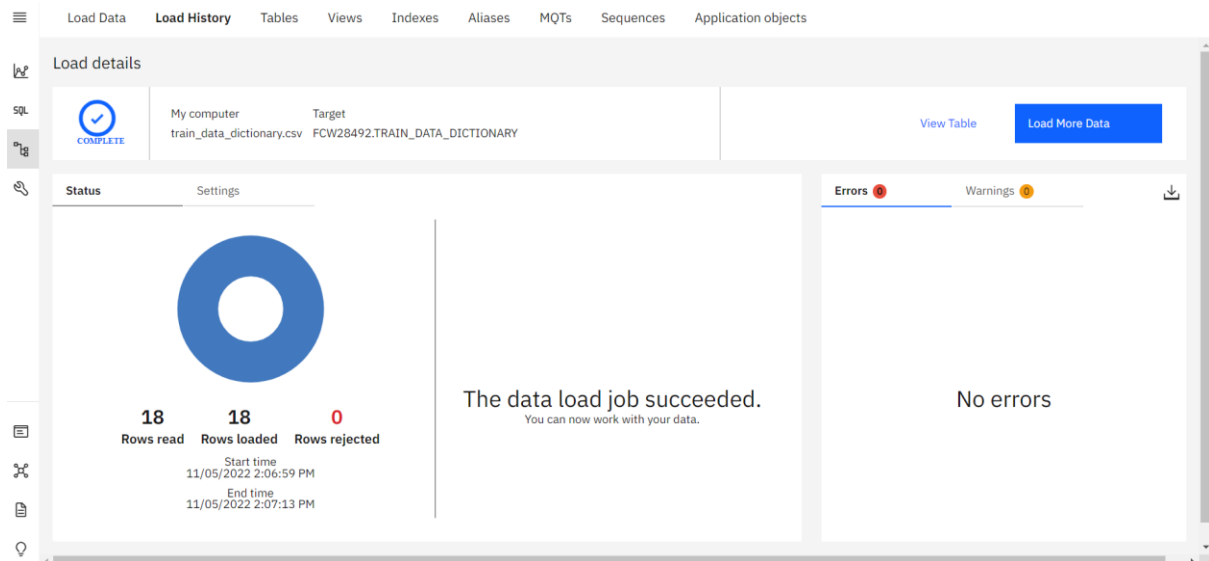 Load Data Load History Tables Views Indexes Aliases MQTs Sequences Application objects
Load details
SQL
COMPLETE
My computer Target
train_data_dictionary.csv FCW28492.TRAIN_DATA_DICTIONARY
View Table Load More Data
Status Settings
Errors 0 Warnings 0
18 18 0
Rows read Rows loaded Rows rejected
Start time
11/05/2022 2:06:59 PM
End time
11/05/2022 2:07:13 PM
The data load job succeeded.
You can now work with your data.
No errors